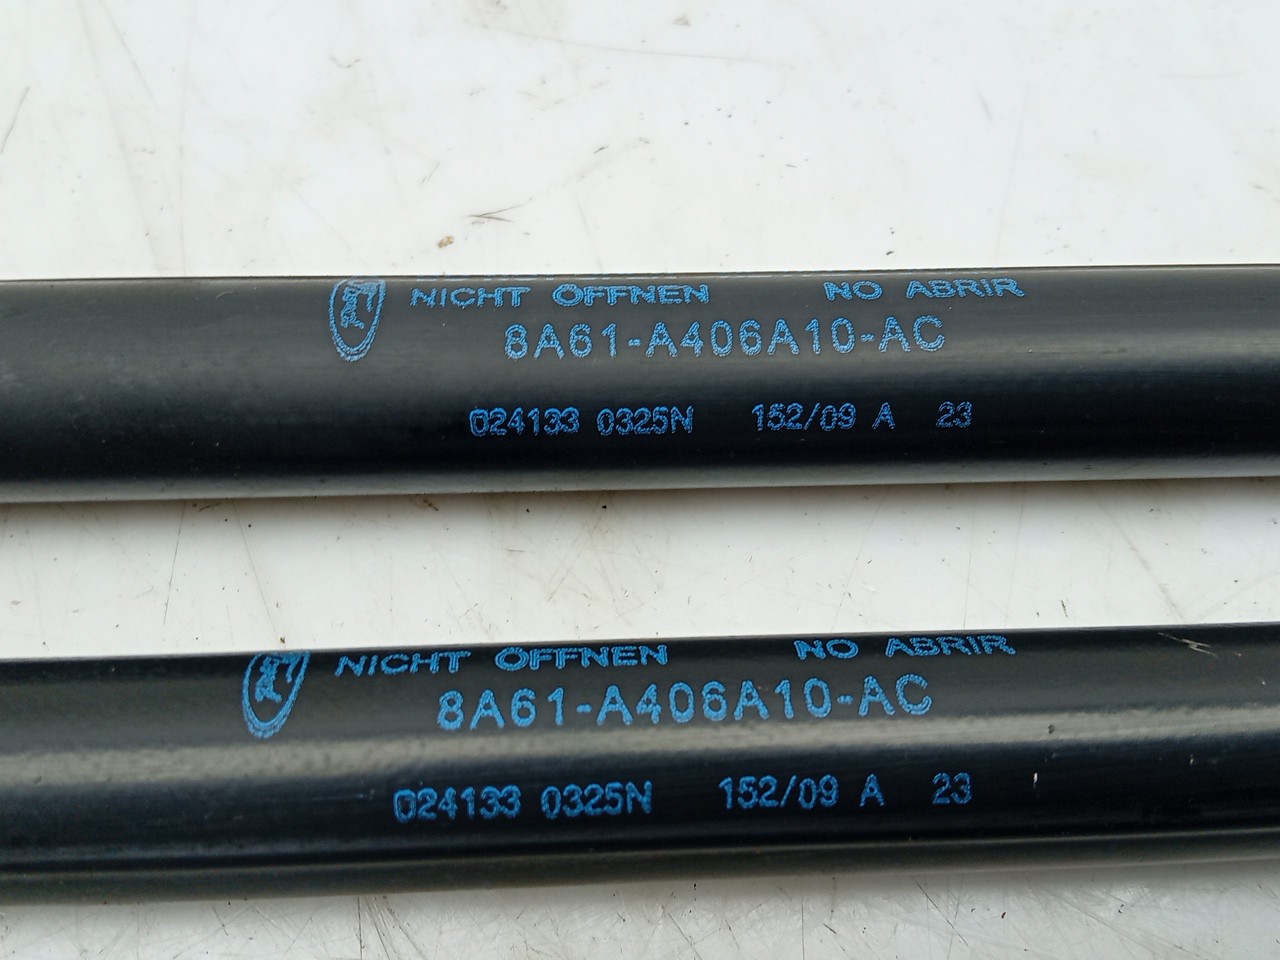 NICHT ÖFFNEN NO ABRIR
8A61-A406A10-AC
024133 0325N 152/09 A 23
NICHT ÖFFNEN NO ABRIR
8A61-A406A10-AC
024133 0325N 152/09 A 23